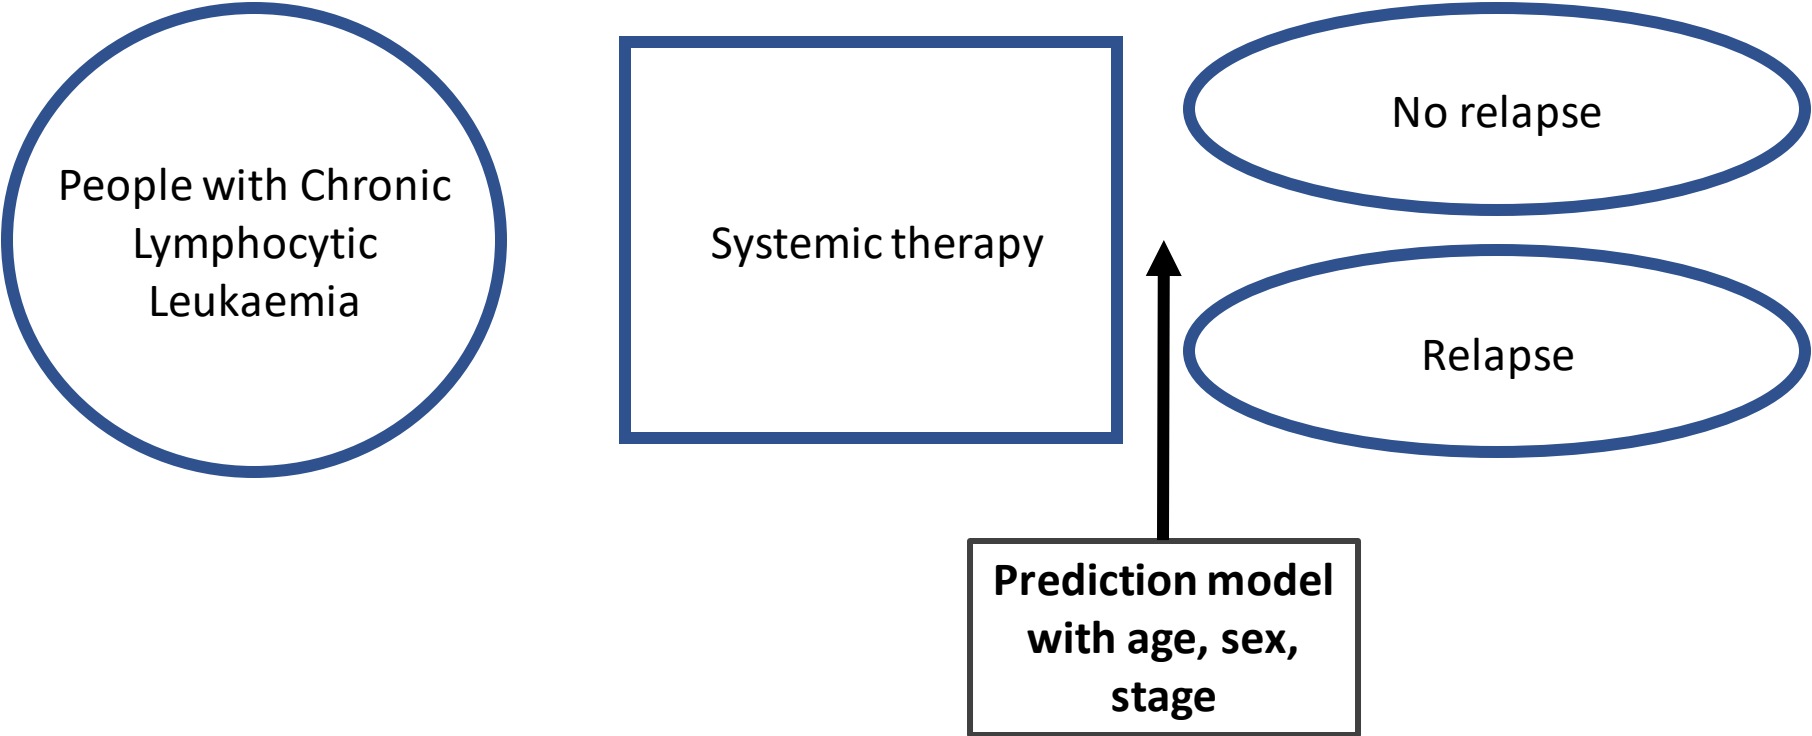 People with Chronic
Lymphocytic
Leukaemia
Systemic therapy
No relapse
Relapse
Prediction model
with age, sex,
stage